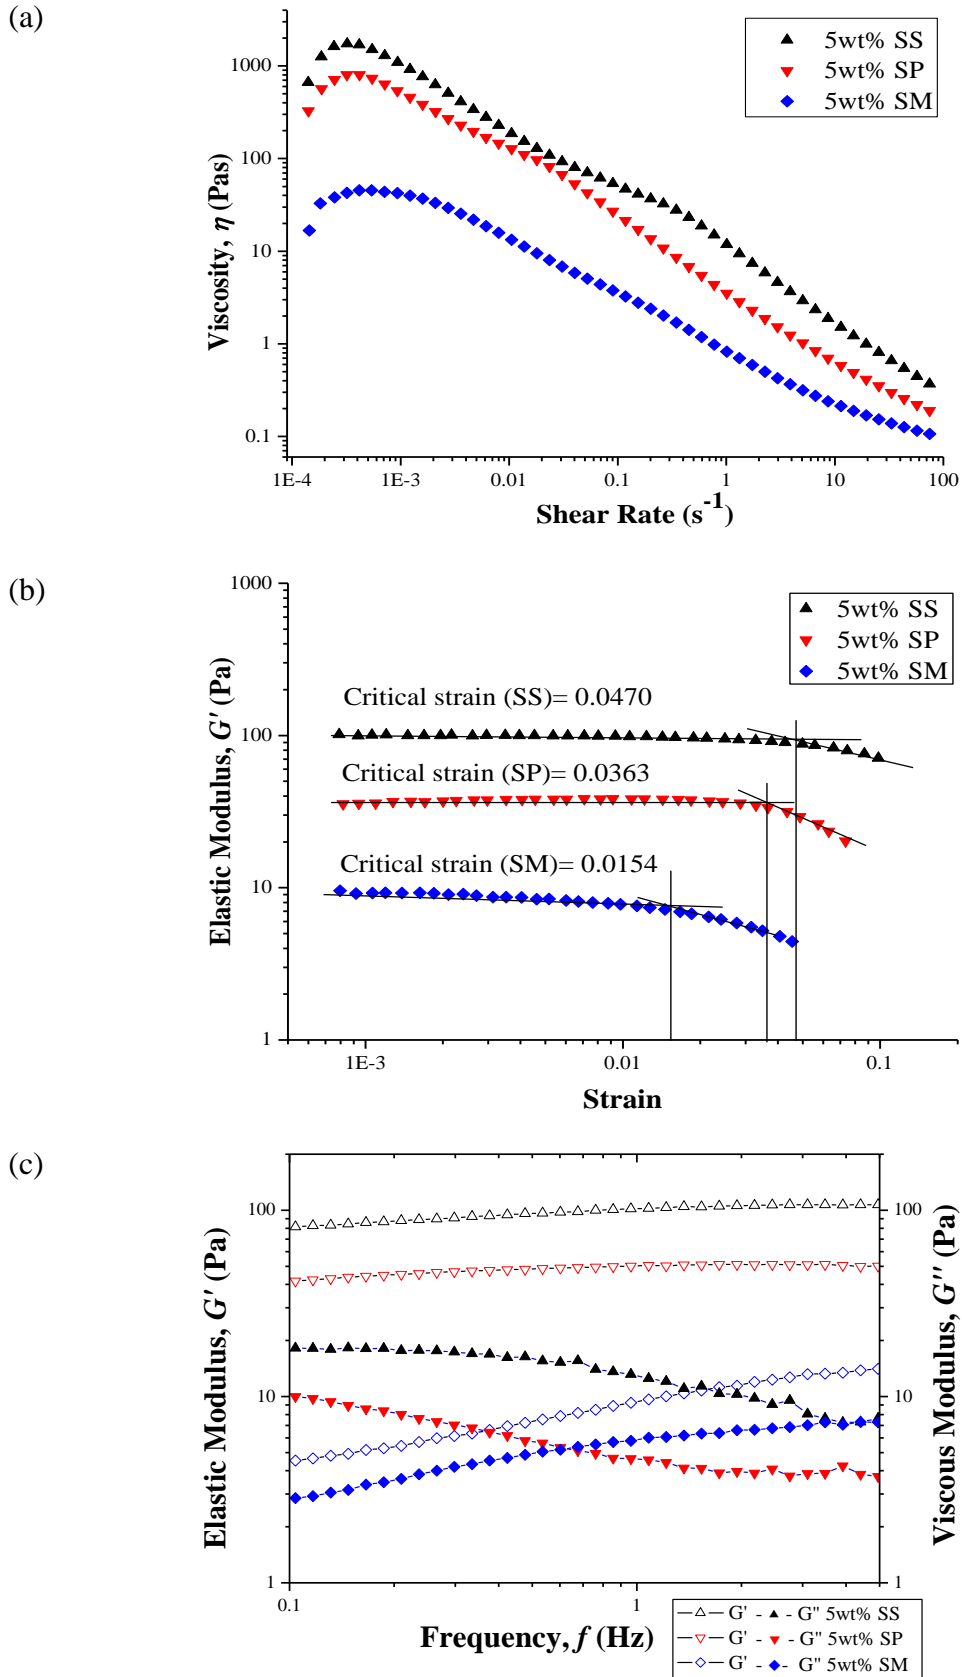 (a)
5wt% SS
5wt% SP
5wt% SM
1000
100
10
1
0.1
Viscosity, η (Pas)
1E-4 1E-3 0.01 0.1 1 10 100
Shear Rate (s⁻¹)
(b)
1000
100
10
1
Elastic Modulus, G' (Pa)
5wt% SS
5wt% SP
5wt% SM
Critical strain (SS)= 0.0470
Critical strain (SP)= 0.0363
Critical strain (SM)= 0.0154
1E-3 0.01 0.1
Strain
(c)
100
10
1
Elastic Modulus, G' (Pa)
100
10
1
Viscous Modulus, G'' (Pa)
0.1 1
Frequency, f (Hz)
G' G" 5wt% SS
G' G" 5wt% SP
G' G" 5wt% SM